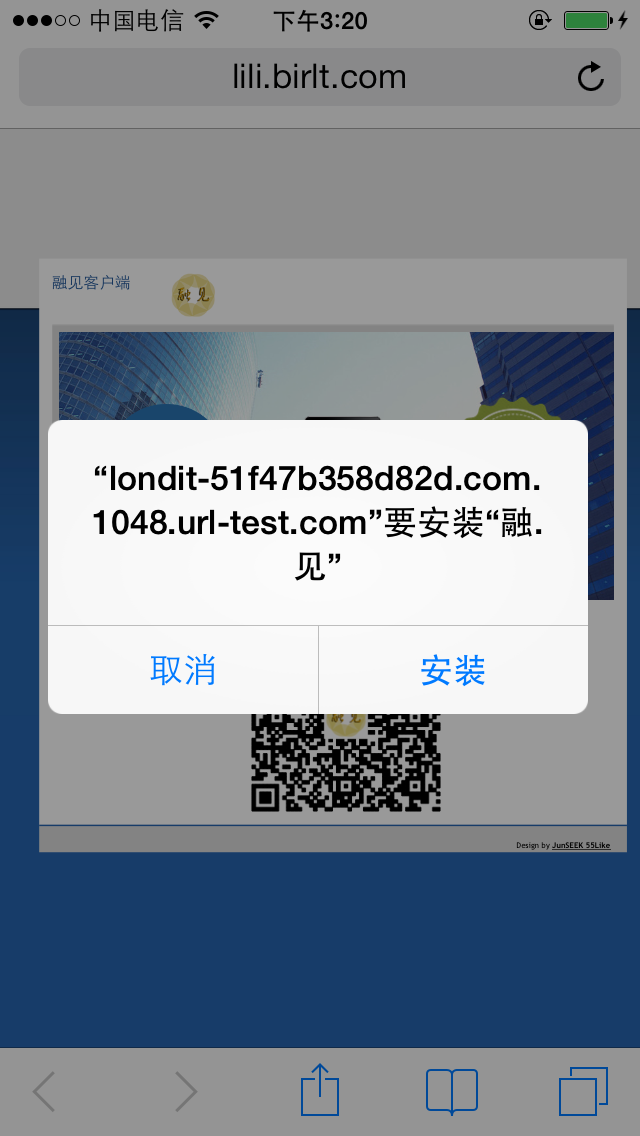 中国电信
下午3:20
lili.birlt.com
融见客户端
融见
“londit-51f47b358d82d.com.
1048.url-test.com”要安装“融.
见”
取消
安装
融见
Design by JunSEEK 55Like